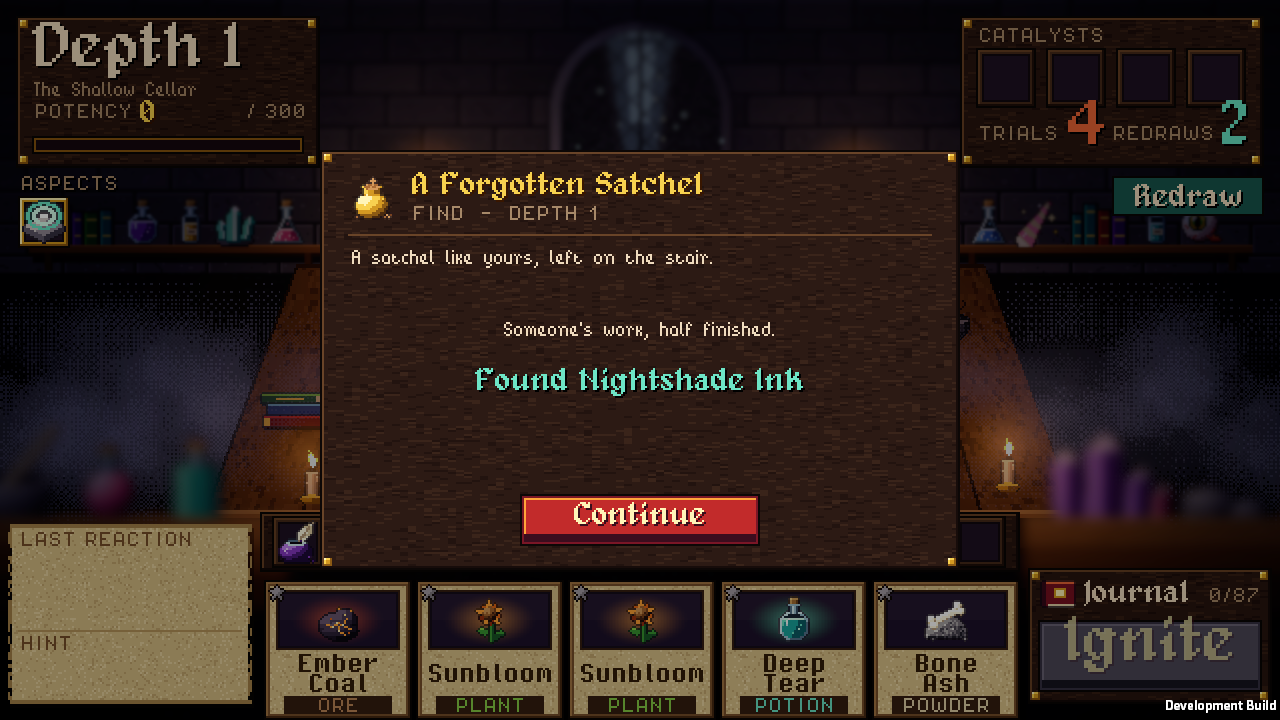 Depth 1
The Shallow Cellar
POTENCY 0 / 300
ASPECTS
CATALYSTS
TRIALS 4 REDRAWS 2
Redraw
A Forgotten Satchel
FIND - DEPTH 1
A satchel like yours, left on the stair.
Someone's work, half finished.
Found Nightshade Ink
Continue
LAST REACTION
HINT
Ember
Coal
ORE
Sunbloom
PLANT
Sunbloom
PLANT
Deep
Tear
POTION
Bone
Ash
POWDER
Journal 0/87
Ignite
Development Build